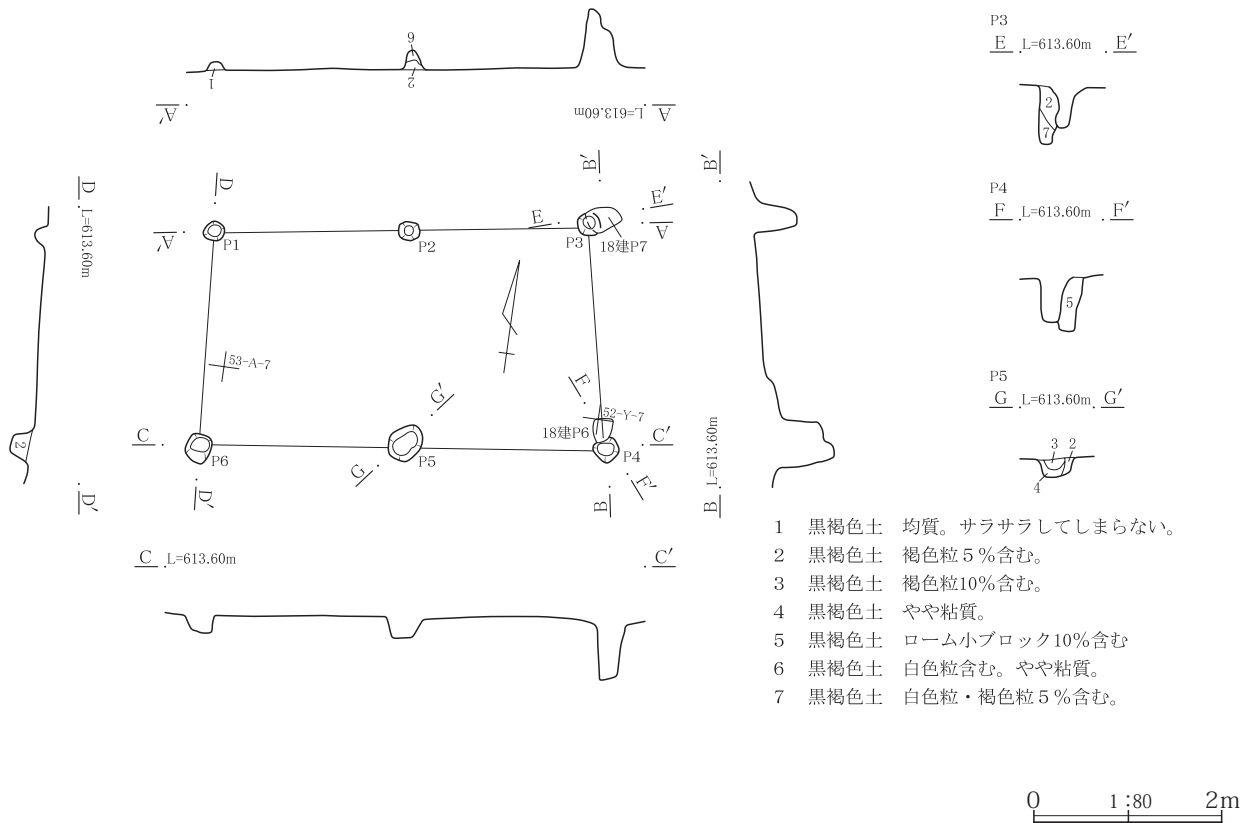 6
1
2
A′
L=613.60m
A
P3
E L=613.60m E′
2
7
D
B′
B′
D
L=613.60m
E
E′
A′
A
P1
P2
P3
18建P7
P4
F L=613.60m F′
5
53-A-7
G′
F
52-Y-7
18建P6
P5
G L=613.60m G′
3 2
4
C
C′
L=613.60m
2
P6
P5
P4
G
F′
D′
D′
B
B
C L=613.60m
C′
1 黒褐色土 均質。サラサラしてしまらない。
2 黒褐色土 褐色粒5%含む。
3 黒褐色土 褐色粒10%含む。
4 黒褐色土 やや粘質。
5 黒褐色土 ローム小ブロック10%含む
6 黒褐色土 白色粒含む。やや粘質。
7 黒褐色土 白色粒・褐色粒5%含む。
0 1:80 2m